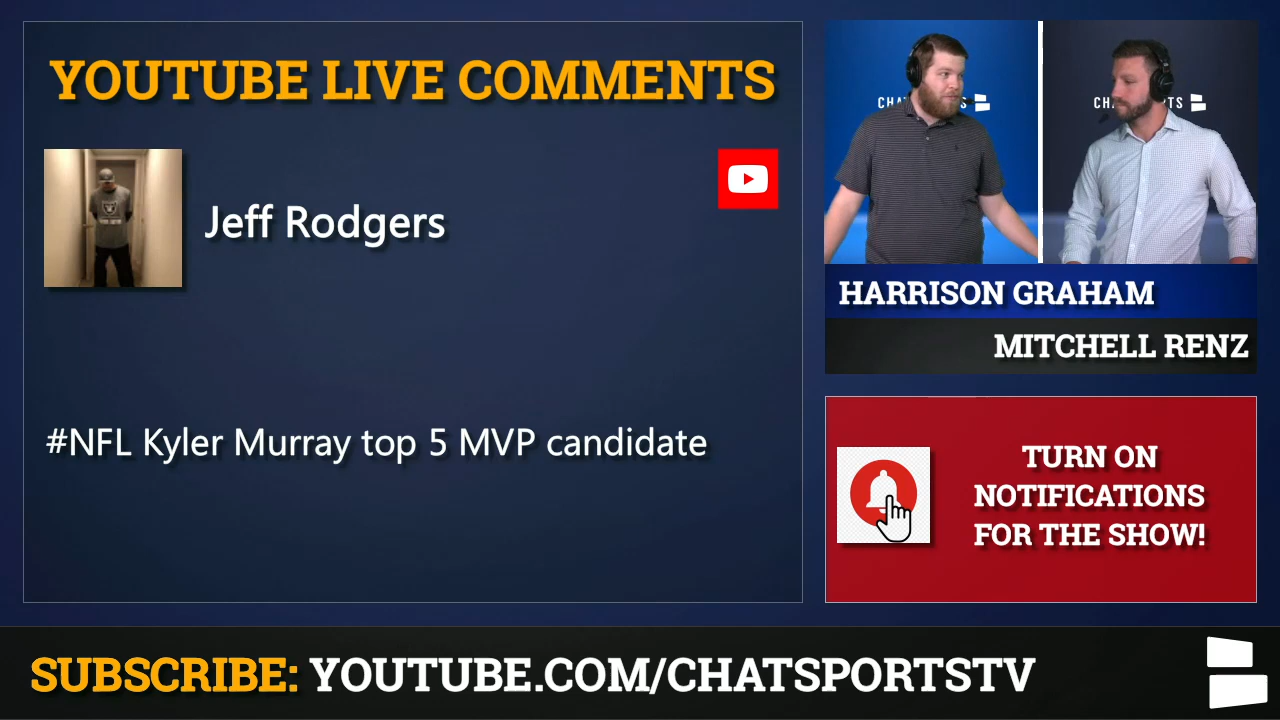 YOUTUBE LIVE COMMENTS
Jeff Rodgers
#NFL Kyler Murray top 5 MVP candidate
HARRISON GRAHAM
MITCHELL RENZ
TURN ON
NOTIFICATIONS
FOR THE SHOW!
SUBSCRIBE: YOUTUBE.COM/CHATSPORTSTV